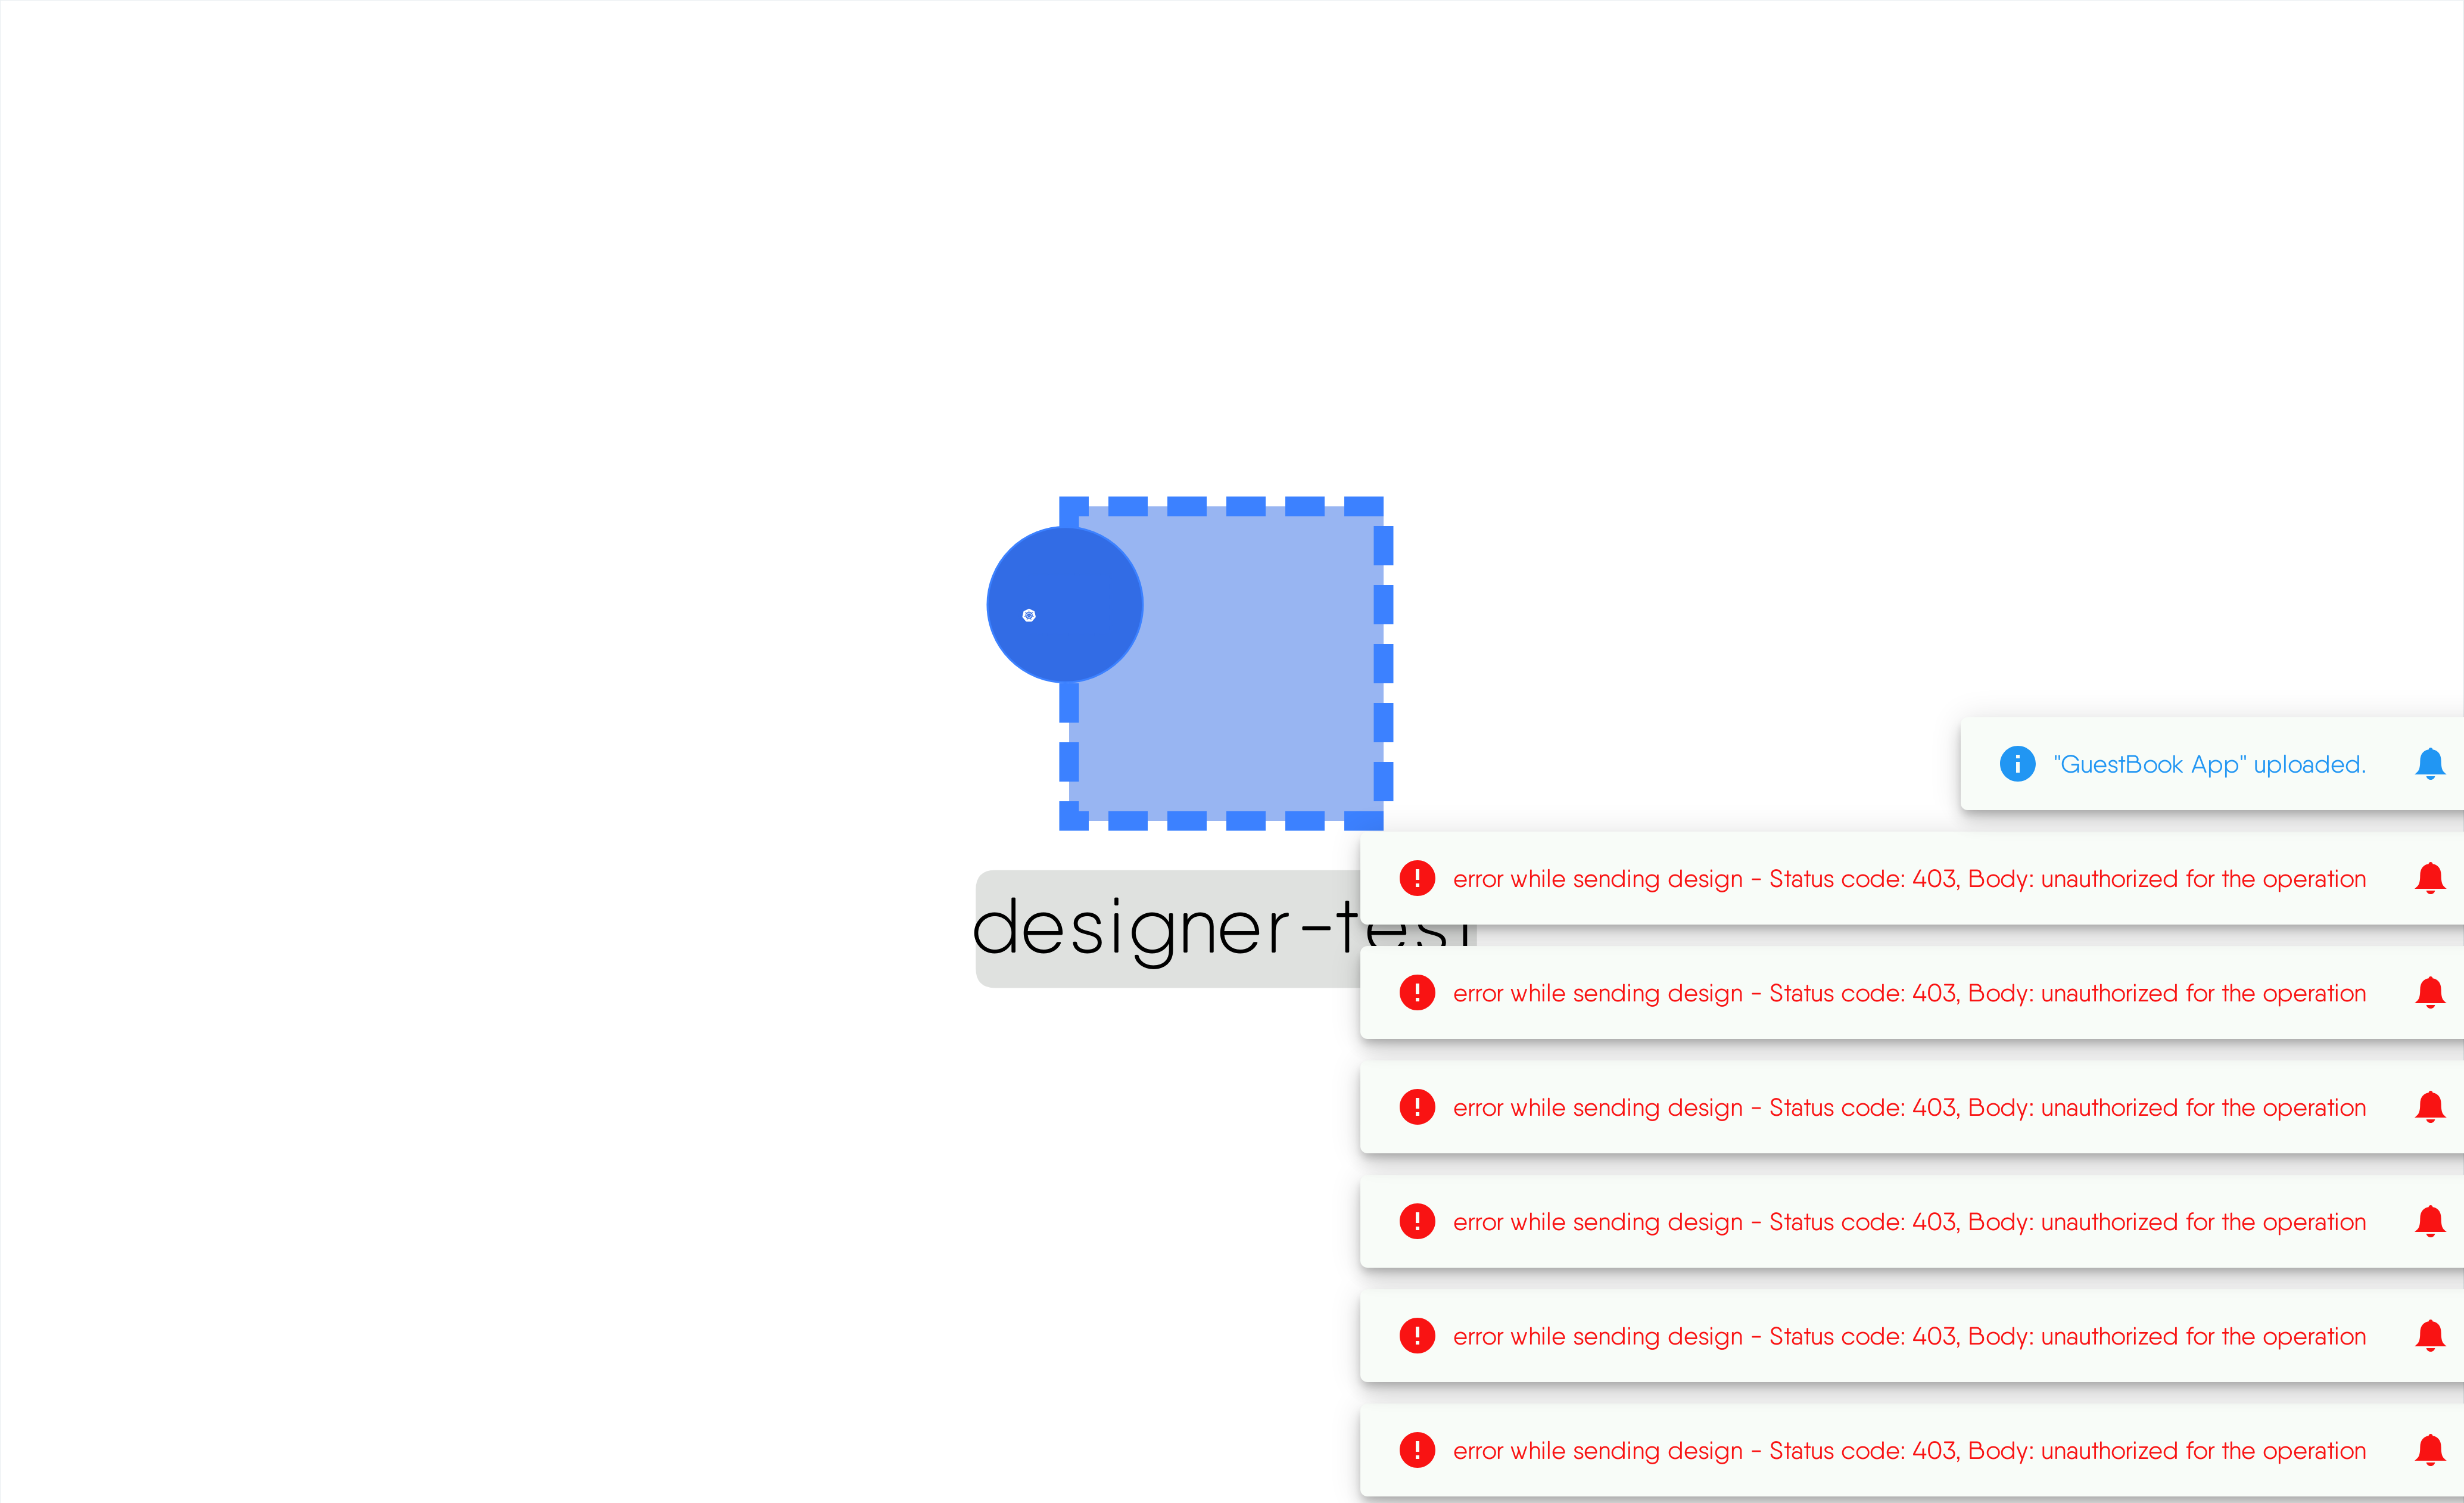 "GuestBook App" uploaded.
error while sending design - Status code: 403, Body: unauthorized for the operation
designer-test
error while sending design - Status code: 403, Body: unauthorized for the operation
error while sending design - Status code: 403, Body: unauthorized for the operation
error while sending design - Status code: 403, Body: unauthorized for the operation
error while sending design - Status code: 403, Body: unauthorized for the operation
error while sending design - Status code: 403, Body: unauthorized for the operation